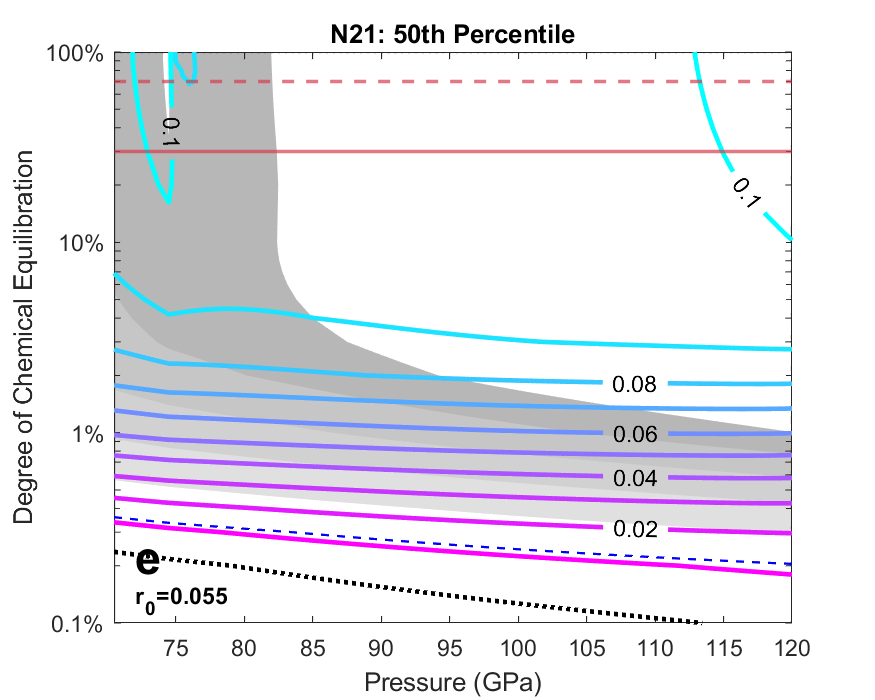 N21: 50th Percentile
100%
10%
1%
0.1%
Degree of Chemical Equilibration
0.1
0.1
0.08
0.06
0.04
0.02
e
r0=0.055
75 80 85 90 95 100 105 110 115 120
Pressure (GPa)